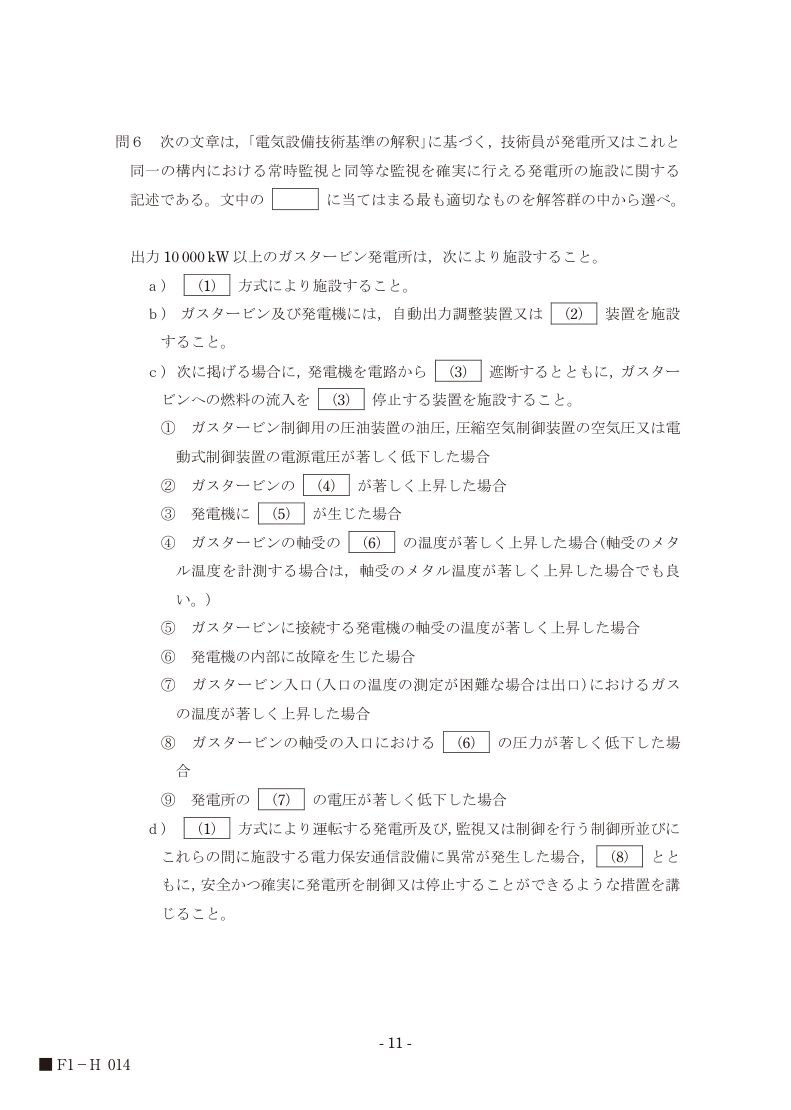 問6 次の文章は，「電気設備技術基準の解釈」に基づく，技術員が発電所又はこれと
同一の構内における常時監視と同等な監視を確実に行える発電所の施設に関する
記述である。文中の に当てはまる最も適切なものを解答群の中から選べ。
出力 10 000 kW 以上のガスタービン発電所は，次により施設すること。
a） (1) 方式により施設すること。
b） ガスタービン及び発電機には，自動出力調整装置又は (2) 装置を施設
すること。
c）次に掲げる場合に，発電機を電路から (3) 遮断するとともに，ガスター
ビンへの燃料の流入を (3) 停止する装置を施設すること。
① ガスタービン制御用の圧油装置の油圧，圧縮空気制御装置の空気圧又は電
動式制御装置の電源電圧が著しく低下した場合
② ガスタービンの (4) が著しく上昇した場合
③ 発電機に (5) が生じた場合
④ ガスタービンの軸受の (6) の温度が著しく上昇した場合（軸受のメタ
ル温度を計測する場合は，軸受のメタル温度が著しく上昇した場合でも良
い。）
⑤ ガスタービンに接続する発電機の軸受の温度が著しく上昇した場合
⑥ 発電機の内部に故障を生じた場合
⑦ ガスタービン入口（入口の温度の測定が困難な場合は出口）におけるガス
の温度が著しく上昇した場合
⑧ ガスタービンの軸受の入口における (6) の圧力が著しく低下した場
合
⑨ 発電所の (7) の電圧が著しく低下した場合
d） (1) 方式により運転する発電所及び，監視又は制御を行う制御所並びに
これらの間に施設する電力保安通信設備に異常が発生した場合， (8) とと
もに，安全かつ確実に発電所を制御又は停止することができるような措置を講
じること。
- 11 -
■F1－H 014